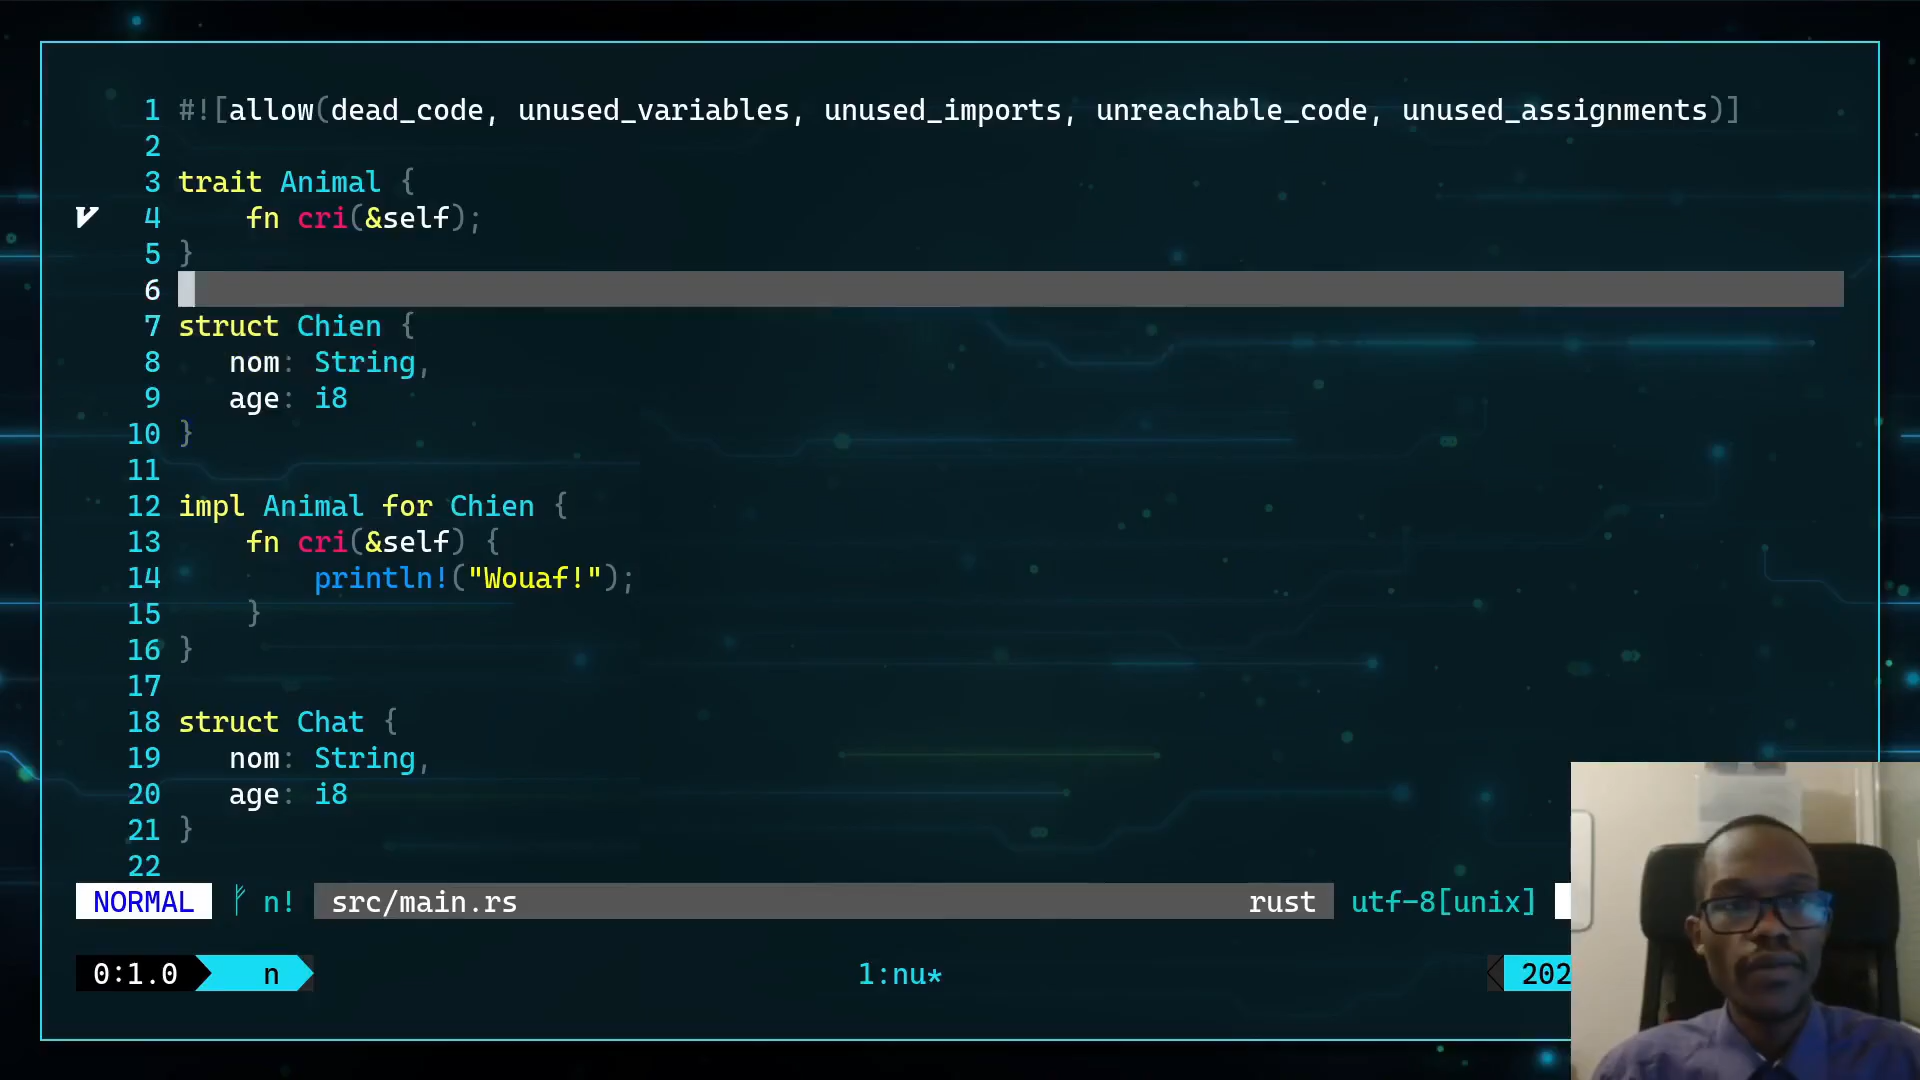 1 #![allow(dead_code, unused_variables, unused_imports, unreachable_code, unused_assignments)]
2
3 trait Animal {
4     fn cri(&self);
5 }
6
7 struct Chien {
8    nom: String,
9    age: i8
10 }
11
12 impl Animal for Chien {
13     fn cri(&self) {
14         println!("Wouaf!");
15     }
16 }
17
18 struct Chat {
19    nom: String,
20    age: i8
21 }
22
NORMAL n! src/main.rs rust utf-8[unix]
0:1.0 n 1:nu* 202